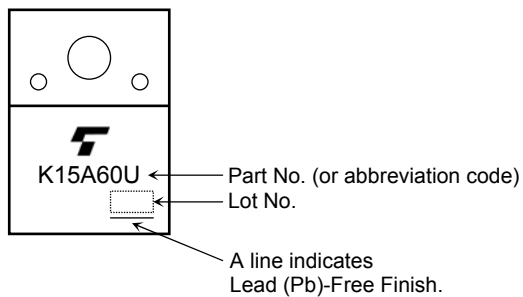 K15A60U
Part No. (or abbreviation code)
Lot No.
A line indicates
Lead (Pb)-Free Finish.